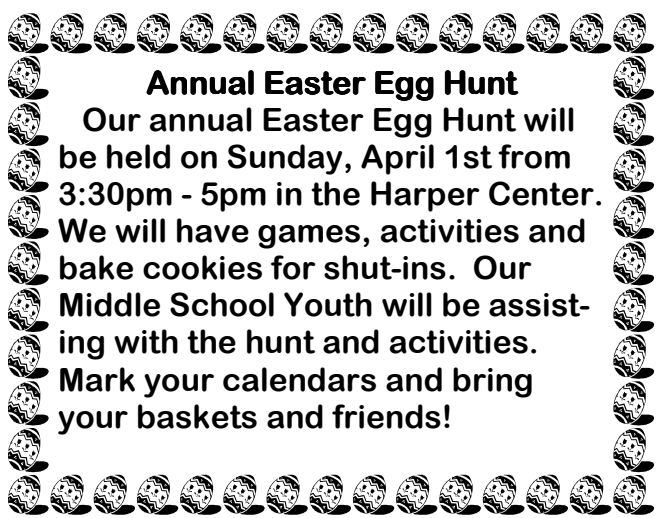 Annual Easter Egg Hunt
Our annual Easter Egg Hunt will
be held on Sunday, April 1st from
3:30pm - 5pm in the Harper Center.
We will have games, activities and
bake cookies for shut-ins.  Our
Middle School Youth will be assist-
ing with the hunt and activities.
Mark your calendars and bring
your baskets and friends!